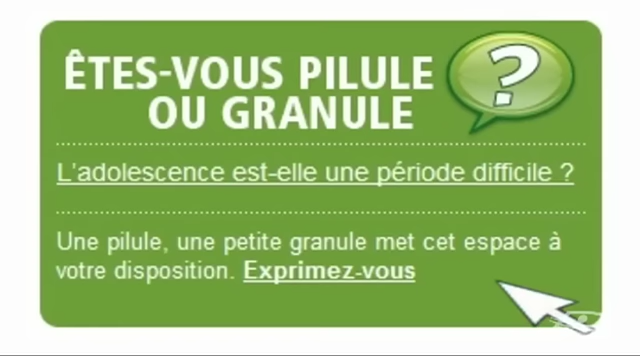 ÊTES-VOUS PILULE
OU GRANULE
?
L'adolescence est-elle une période difficile ?
Une pilule, une petite granule met cet espace à
votre disposition. Exprimez-vous